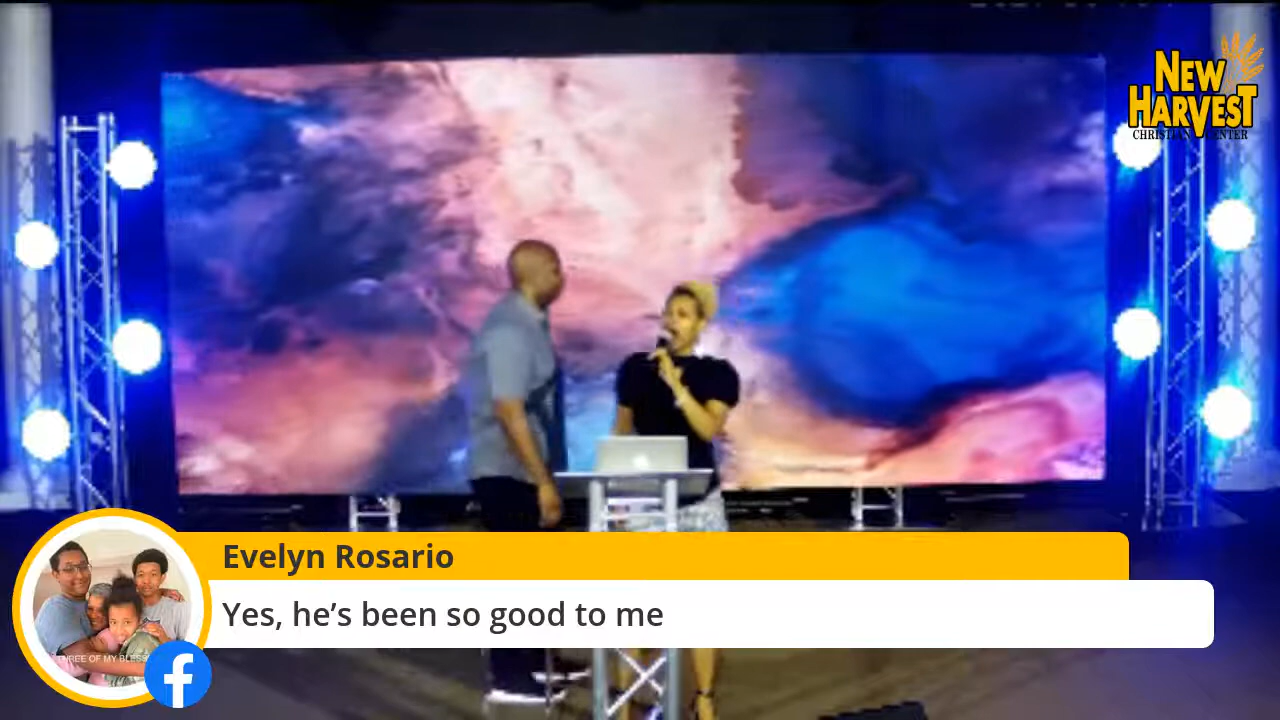 NEW
HARVEST
CHRISTIAN CENTER
Evelyn Rosario
Yes, he’s been so good to me